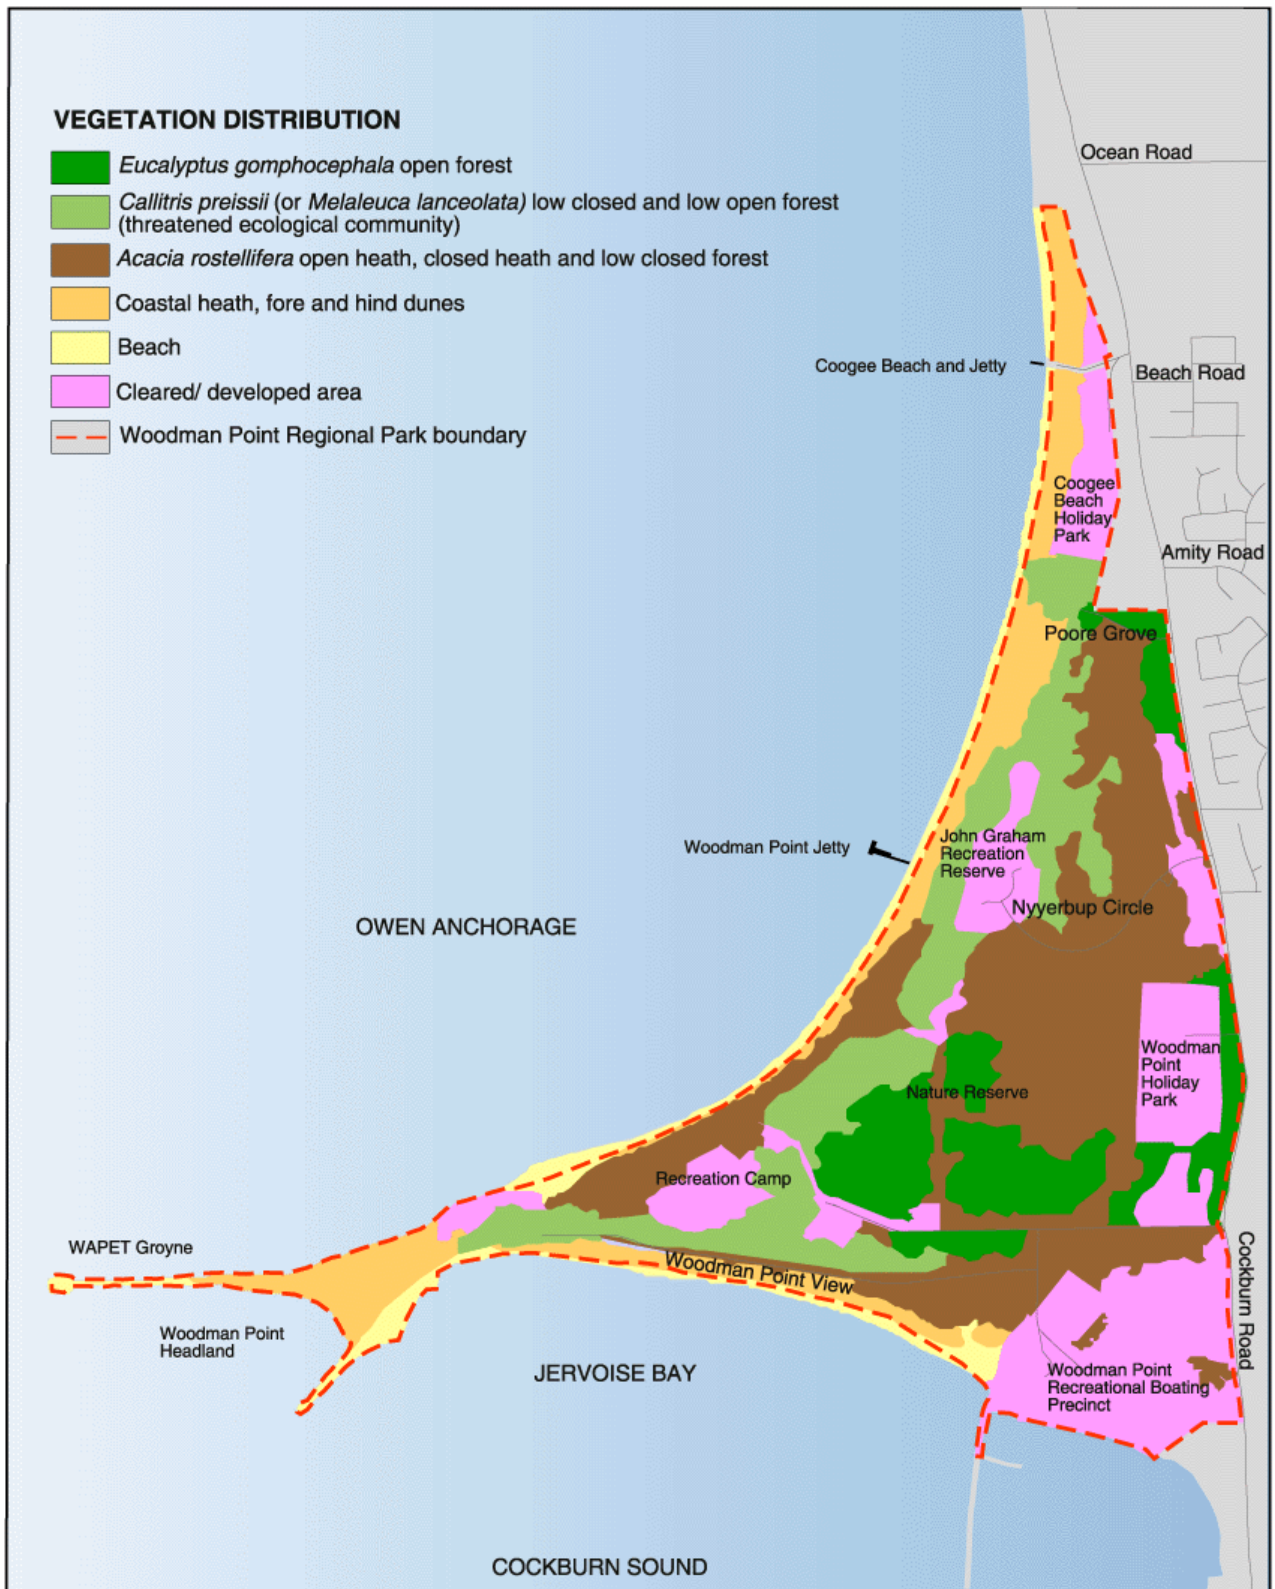 VEGETATION DISTRIBUTION
Eucalyptus gomphocephala open forest
Callitris preissii (or Melaleuca lanceolata) low closed and low open forest
(threatened ecological community)
Acacia rostellifera open heath, closed heath and low closed forest
Coastal heath, fore and hind dunes
Beach
Cleared/ developed area
Woodman Point Regional Park boundary
Ocean Road
Coogee Beach and Jetty
Beach Road
Coogee
Beach
Holiday
Park
Amity Road
Poore Grove
Woodman Point Jetty
John Graham
Recreation
Reserve
Nyyerbup Circle
OWEN ANCHORAGE
Woodman
Point
Holiday
Park
Nature Reserve
Recreation Camp
WAPET Groyne
Woodman Point View
Cockburn Road
Woodman Point
Headland
JERVOISE BAY
Woodman Point
Recreational Boating
Precinct
COCKBURN SOUND